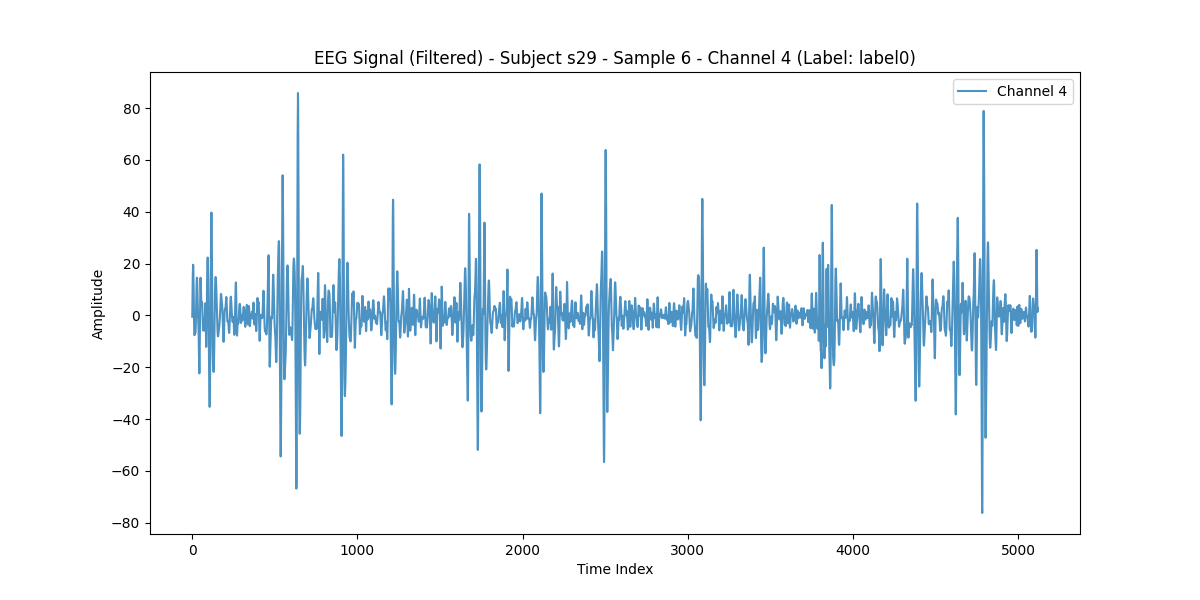 EEG Signal (Filtered) - Subject s29 - Sample 6 - Channel 4 (Label: label0)
Channel 4
Amplitude
80
60
40
20
0
−20
−40
−60
−80
0 1000 2000 3000 4000 5000
Time Index